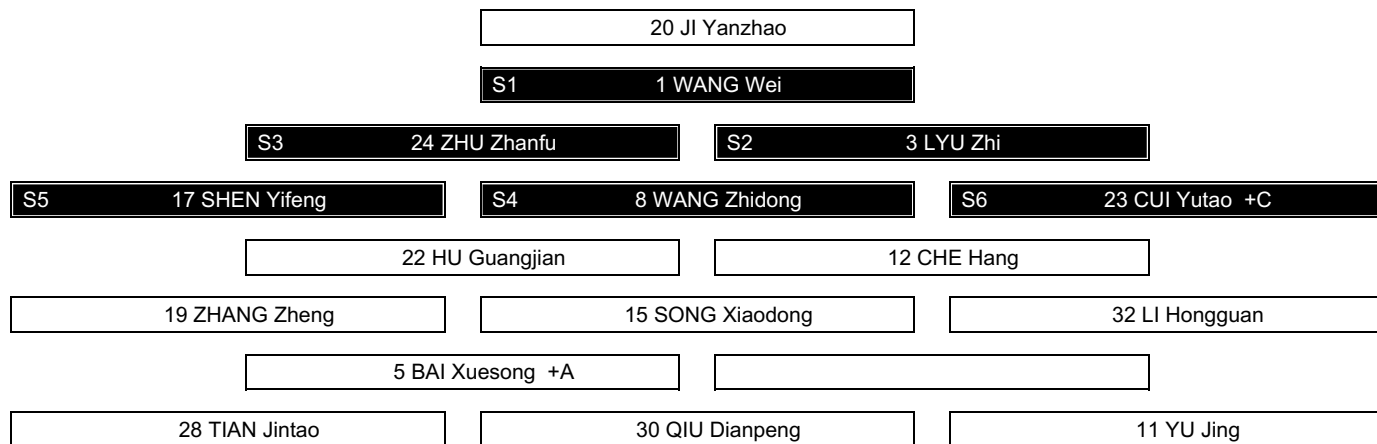 20 JI Yanzhao
S1 1 WANG Wei
S3 24 ZHU Zhanfu S2 3 LYU Zhi
S5 17 SHEN Yifeng S4 8 WANG Zhidong S6 23 CUI Yutao +C
22 HU Guangjian 12 CHE Hang
19 ZHANG Zheng 15 SONG Xiaodong 32 LI Hongguan
5 BAI Xuesong +A
28 TIAN Jintao 30 QIU Dianpeng 11 YU Jing